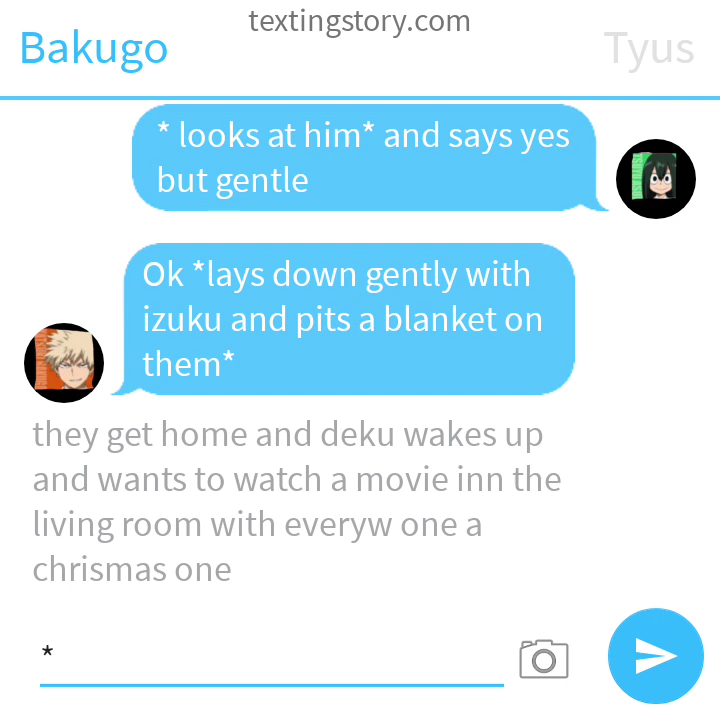 textingstory.com
Bakugo
Tyus
* looks at him* and says yes
but gentle
Ok *lays down gently with
izuku and pits a blanket on
them*
they get home and deku wakes up
and wants to watch a movie inn the
living room with everyw one a
chrismas one
*